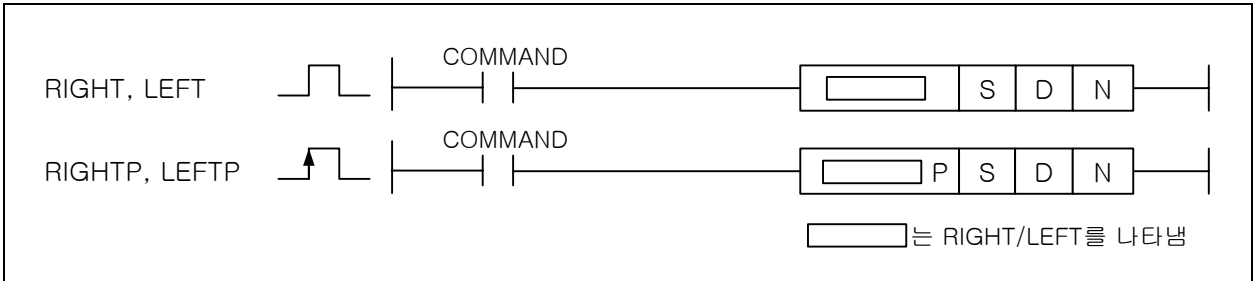 COMMAND
RIGHT, LEFT S D N
COMMAND
RIGHTP, LEFTP P S D N
는 RIGHT/LEFT를 나타냄